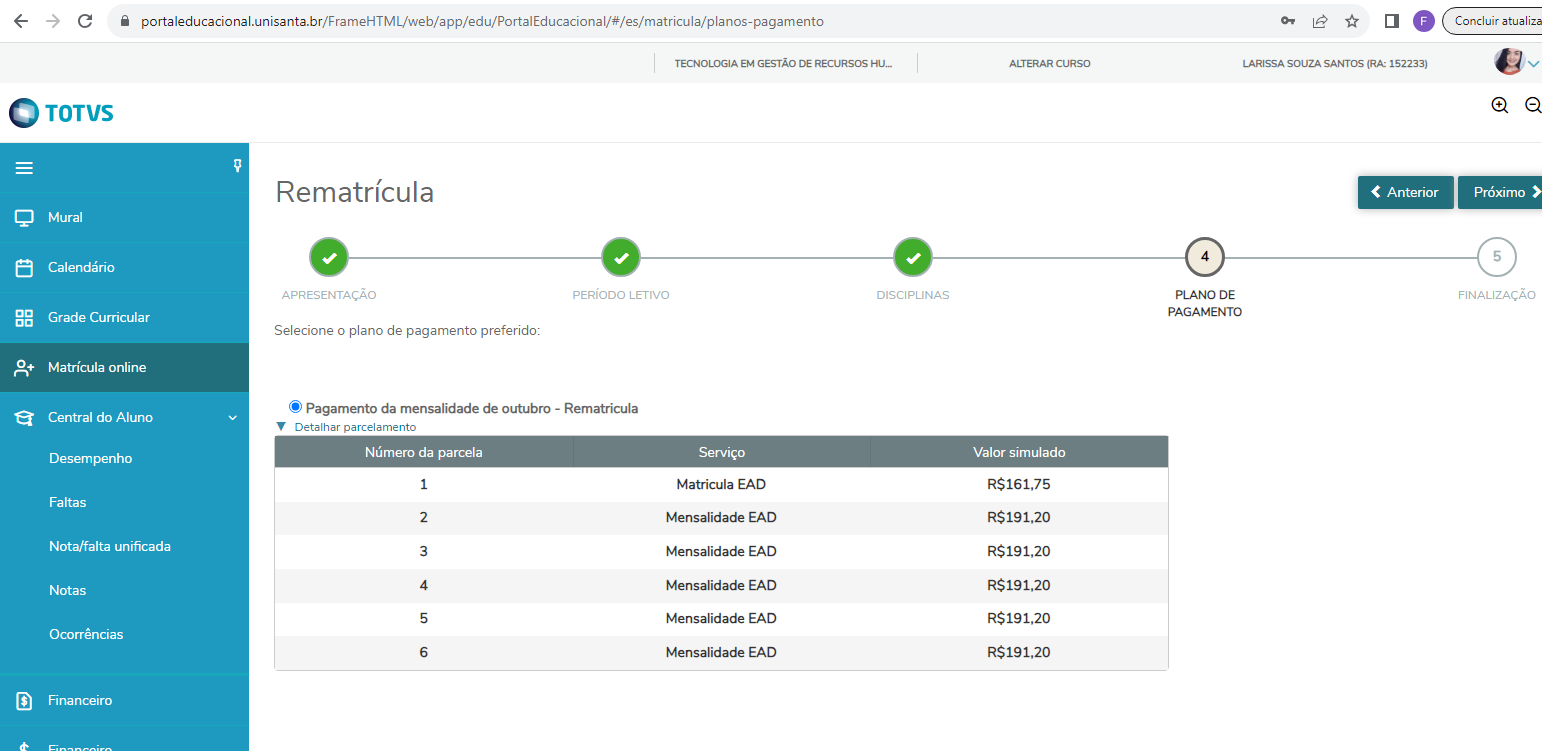 portaleducacional.unisanta.br/FrameHTML/web/app/edu/PortalEducacional/#/es/matricula/planos-pagamento
F
Concluir atualiza
TECNOLOGIA EM GESTÃO DE RECURSOS HU...
ALTERAR CURSO
LARISSA SOUZA SANTOS (RA: 152233)
TOTVS
Mural
Calendário
Grade Curricular
Matrícula online
Central do Aluno
Desempenho
Faltas
Nota/falta unificada
Notas
Ocorrências
Financeiro
Financeiro
Rematrícula
Anterior
Próximo
4
5
APRESENTAÇÃO
PERÍODO LETIVO
DISCIPLINAS
PLANO DE
PAGAMENTO
FINALIZAÇÃO
Selecione o plano de pagamento preferido:
Pagamento da mensalidade de outubro - Rematricula
Detalhar parcelamento
Número da parcela Serviço Valor simulado
1 Matricula EAD R$161,75
2 Mensalidade EAD R$191,20
3 Mensalidade EAD R$191,20
4 Mensalidade EAD R$191,20
5 Mensalidade EAD R$191,20
6 Mensalidade EAD R$191,20